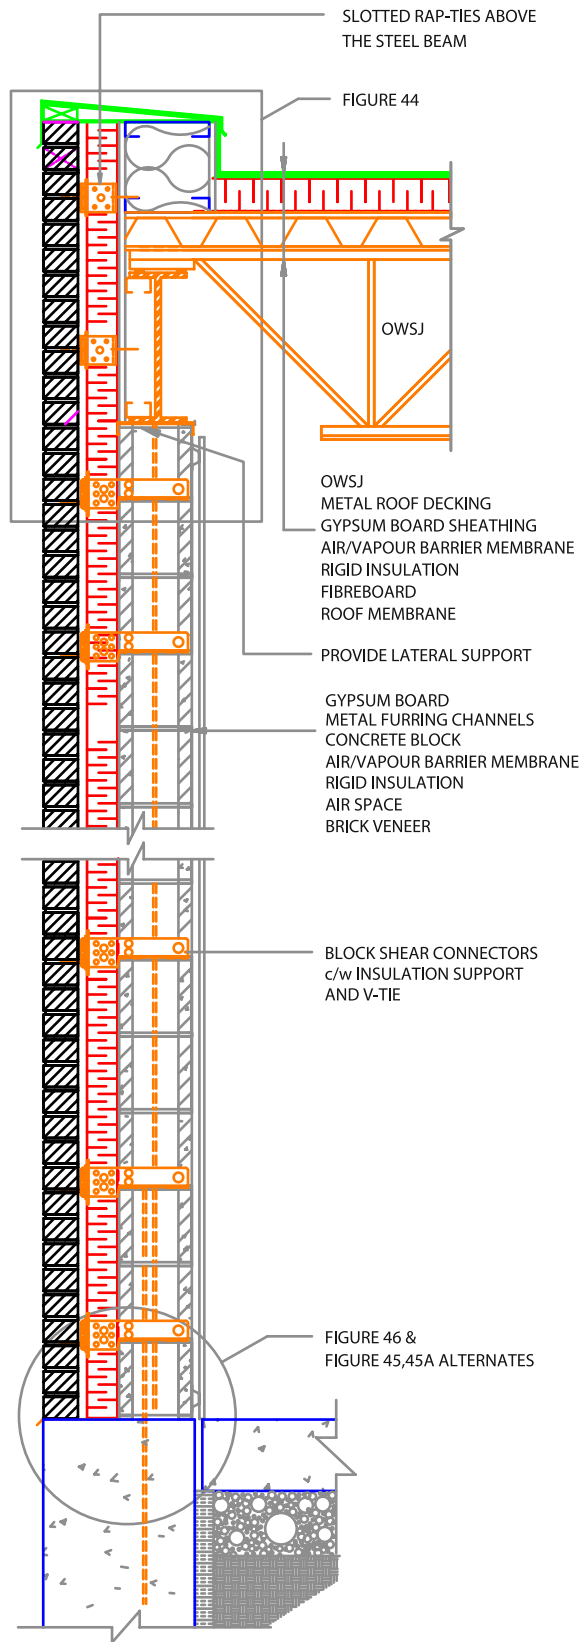 SLOTTED RAP-TIES ABOVE
THE STEEL BEAM
FIGURE 44
OWSJ
OWSJ
METAL ROOF DECKING
GYPSUM BOARD SHEATHING
AIR/VAPOUR BARRIER MEMBRANE
RIGID INSULATION
FIBREBOARD
ROOF MEMBRANE
PROVIDE LATERAL SUPPORT
GYPSUM BOARD
METAL FURRING CHANNELS
CONCRETE BLOCK
AIR/VAPOUR BARRIER MEMBRANE
RIGID INSULATION
AIR SPACE
BRICK VENEER
BLOCK SHEAR CONNECTORS
c/w INSULATION SUPPORT
AND V-TIE
FIGURE 46 &
FIGURE 45,45A ALTERNATES